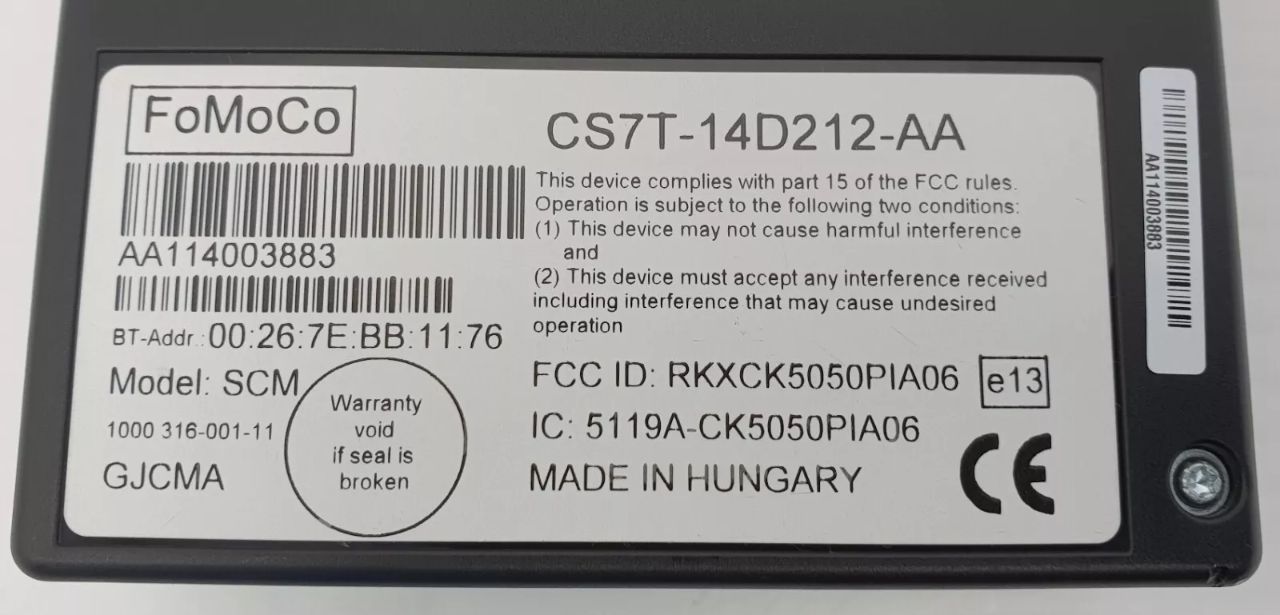 FoMoCo
AA114003883
BT-Addr.:00:26:7E:BB:11:76
Model: SCM
1000 316-001-11
GJCMA
Warranty
void
if seal is
broken
CS7T-14D212-AA
This device complies with part 15 of the FCC rules.
Operation is subject to the following two conditions:
(1) This device may not cause harmful interference
and
(2) This device must accept any interference received
including interference that may cause undesired
operation
FCC ID: RKXCK5050PIA06
e13
IC: 5119A-CK5050PIA06
MADE IN HUNGARY
CE
AA114003883